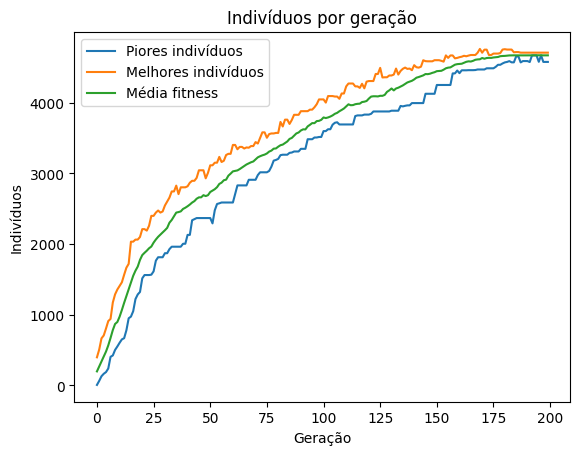 Indivíduos por geração
Piores indivíduos
Melhores indivíduos
Média fitness
Indivíduos
4000
3000
2000
1000
0
0 25 50 75 100 125 150 175 200
Geração